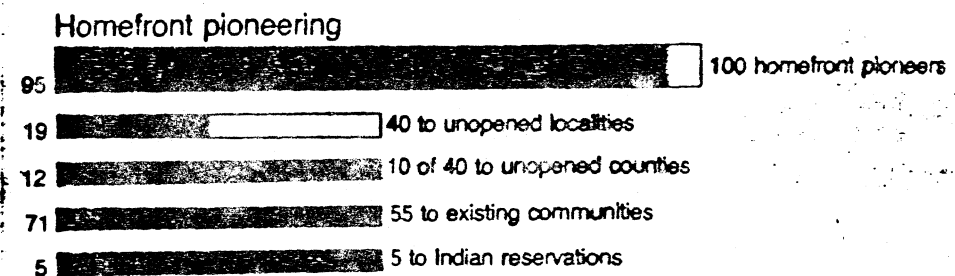 Homefront pioneering
95 100 homefront pioneers
19 40 to unopened localities
12 10 of 40 to unopened counties
71 55 to existing communities
5 5 to Indian reservations